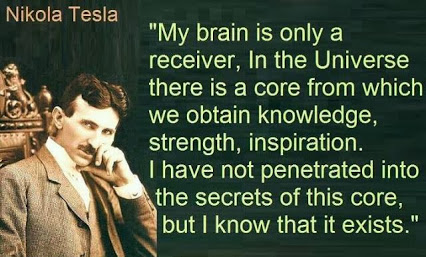 Nikola Tesla
"My brain is only a
receiver, In the Universe
there is a core from which
we obtain knowledge,
strength, inspiration.
I have not penetrated into
the secrets of this core,
but I know that it exists."